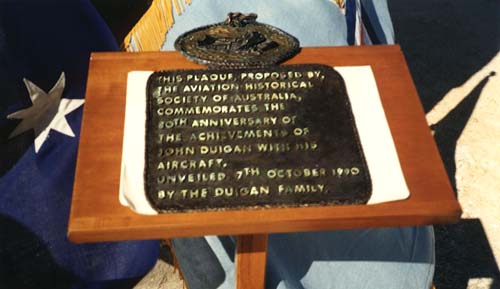 THIS PLAQUE, PROPOSED BY,
THE AVIATION HISTORICAL
SOCIETY OF AUSTRALIA,
COMMEMORATES THE
80TH ANNIVERSARY OF
THE ACHIEVEMENTS OF
JOHN DUIGAN WITH HIS
AIRCRAFT.
UNVEILED, 7TH OCTOBER 1990
BY THE DUIGAN FAMILY.